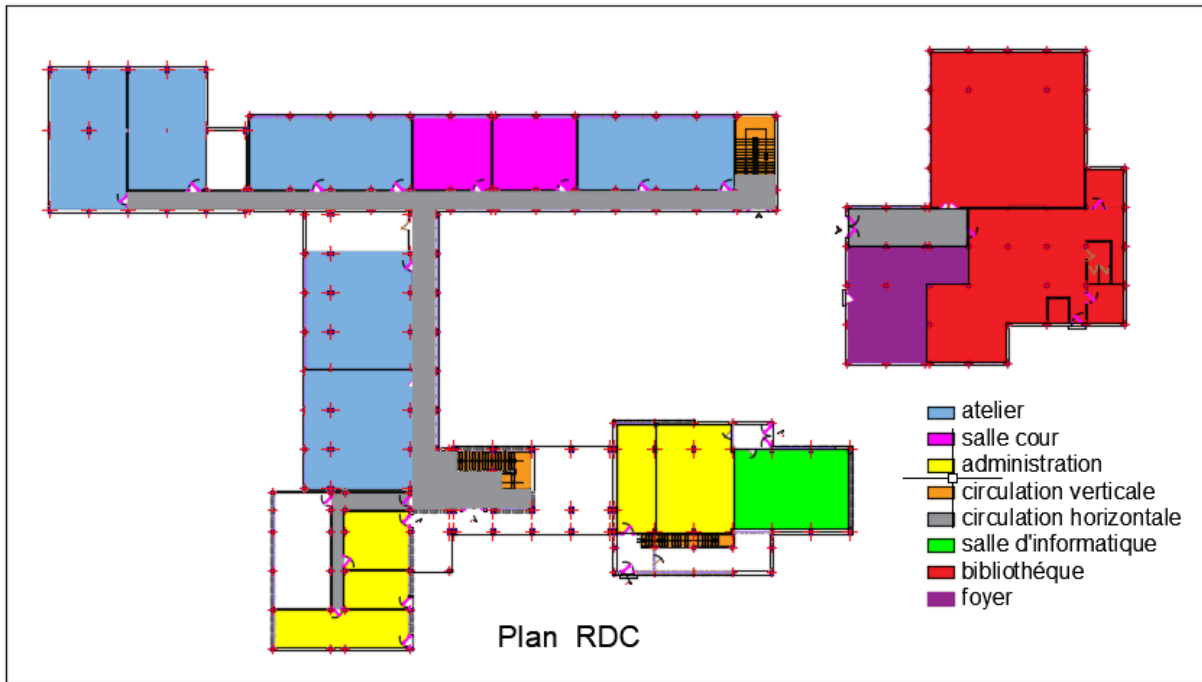 atelier
salle cour
administration
circulation verticale
circulation horizontale
salle d'informatique
bibliothéque
foyer
Plan RDC